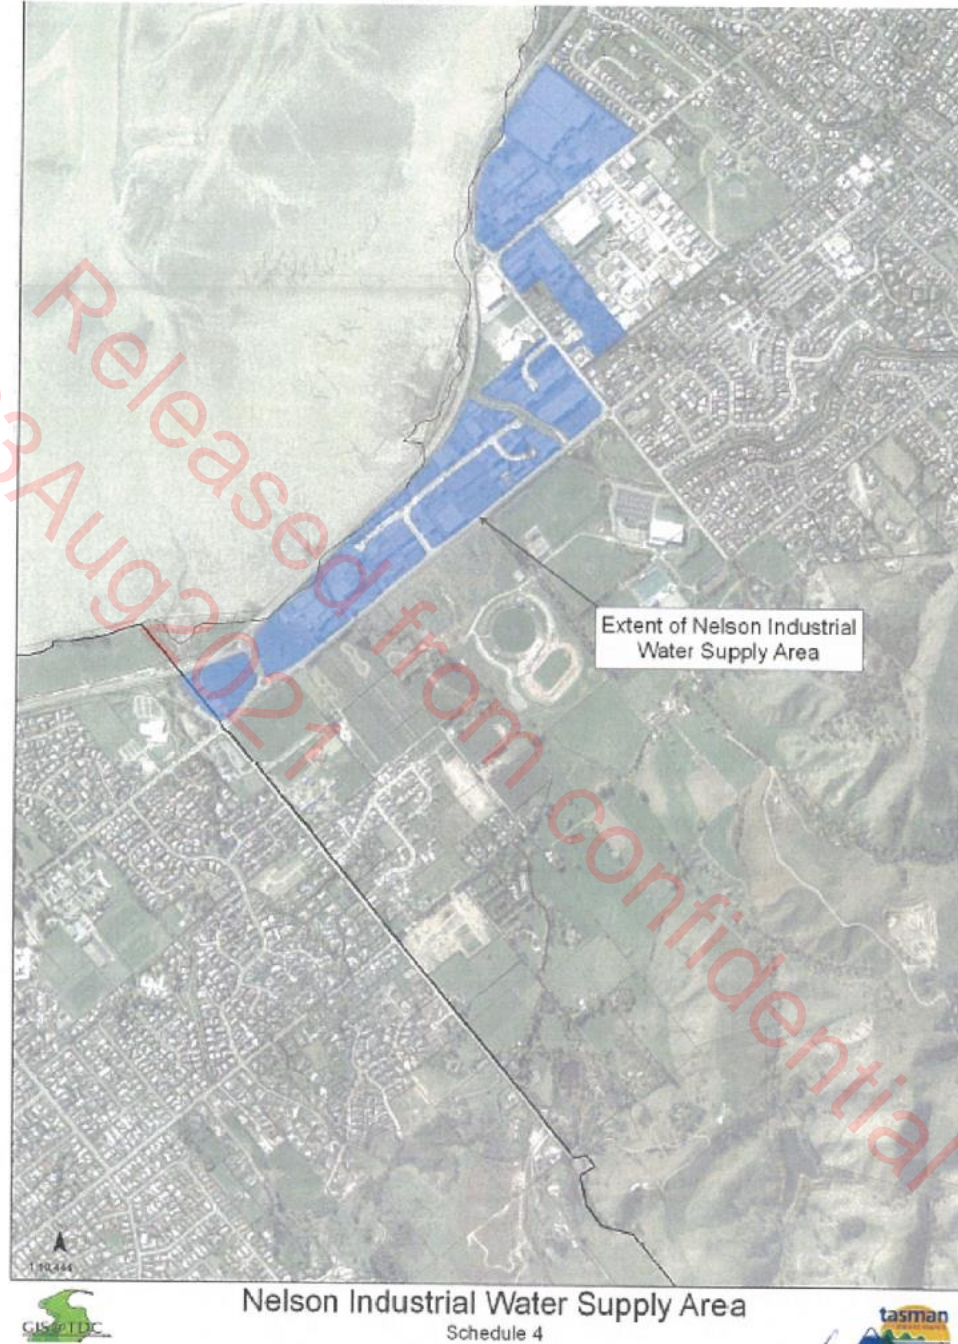 Released from confidential
3Aug2021
Extent of Nelson Industrial
Water Supply Area
Nelson Industrial Water Supply Area
Schedule 4
GIS@TDC
tasman